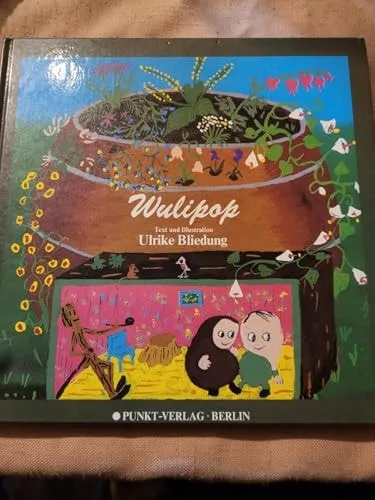 Wulipop
Text und Illustration
Ulrike Bliedung
PUNKT-VERLAG · BERLIN